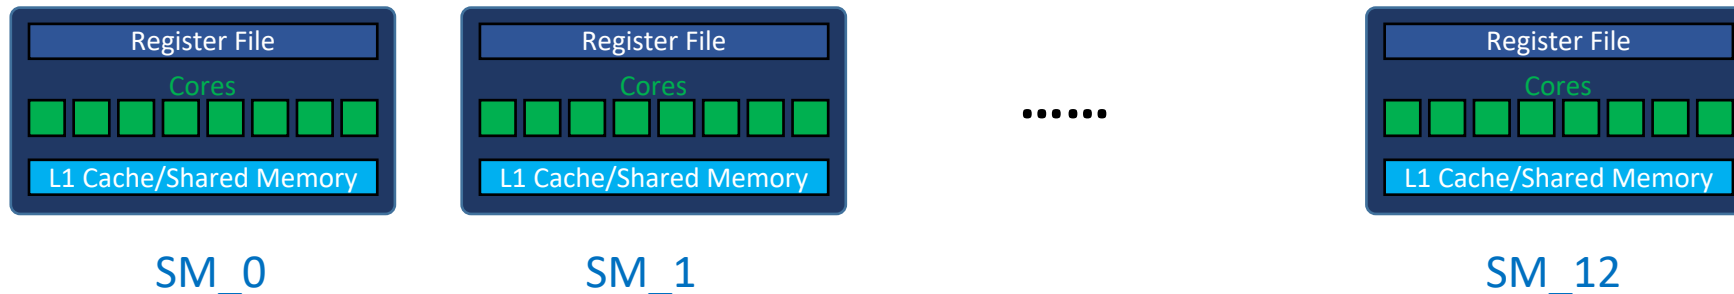 Register File
Cores
L1 Cache/Shared Memory
SM_0
Register File
Cores
L1 Cache/Shared Memory
SM_1
......
Register File
Cores
L1 Cache/Shared Memory
SM_12